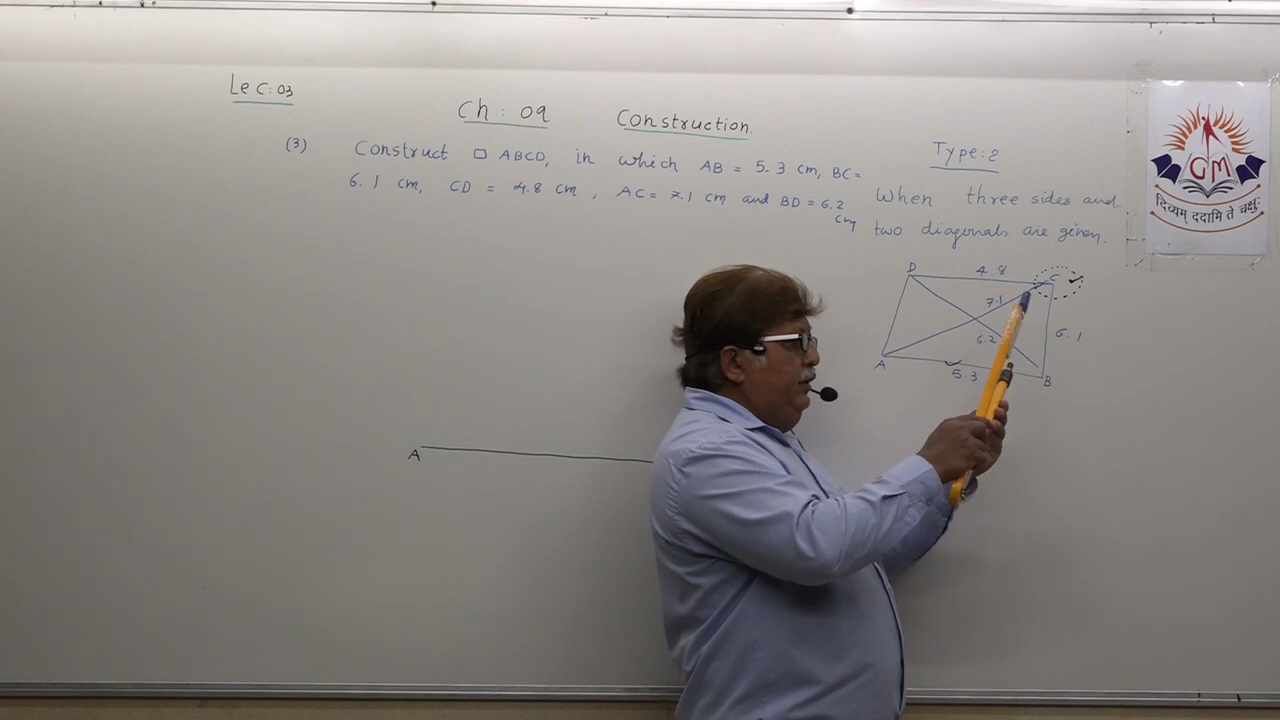 Lec:03
Ch: 09 Construction.
(3) Construct □ ABCD, in which AB = 5.3 cm, BC=
6.1 cm, CD = 4.8 cm, AC= 7.1 cm and BD = 6.2
cm
Type:2
When three sides and
two diagonals are given.
D 4.8 C
7.1
6.2 6.1
A 5.3 B
A
GM
दिव्यम् ददामि ते चक्षुः